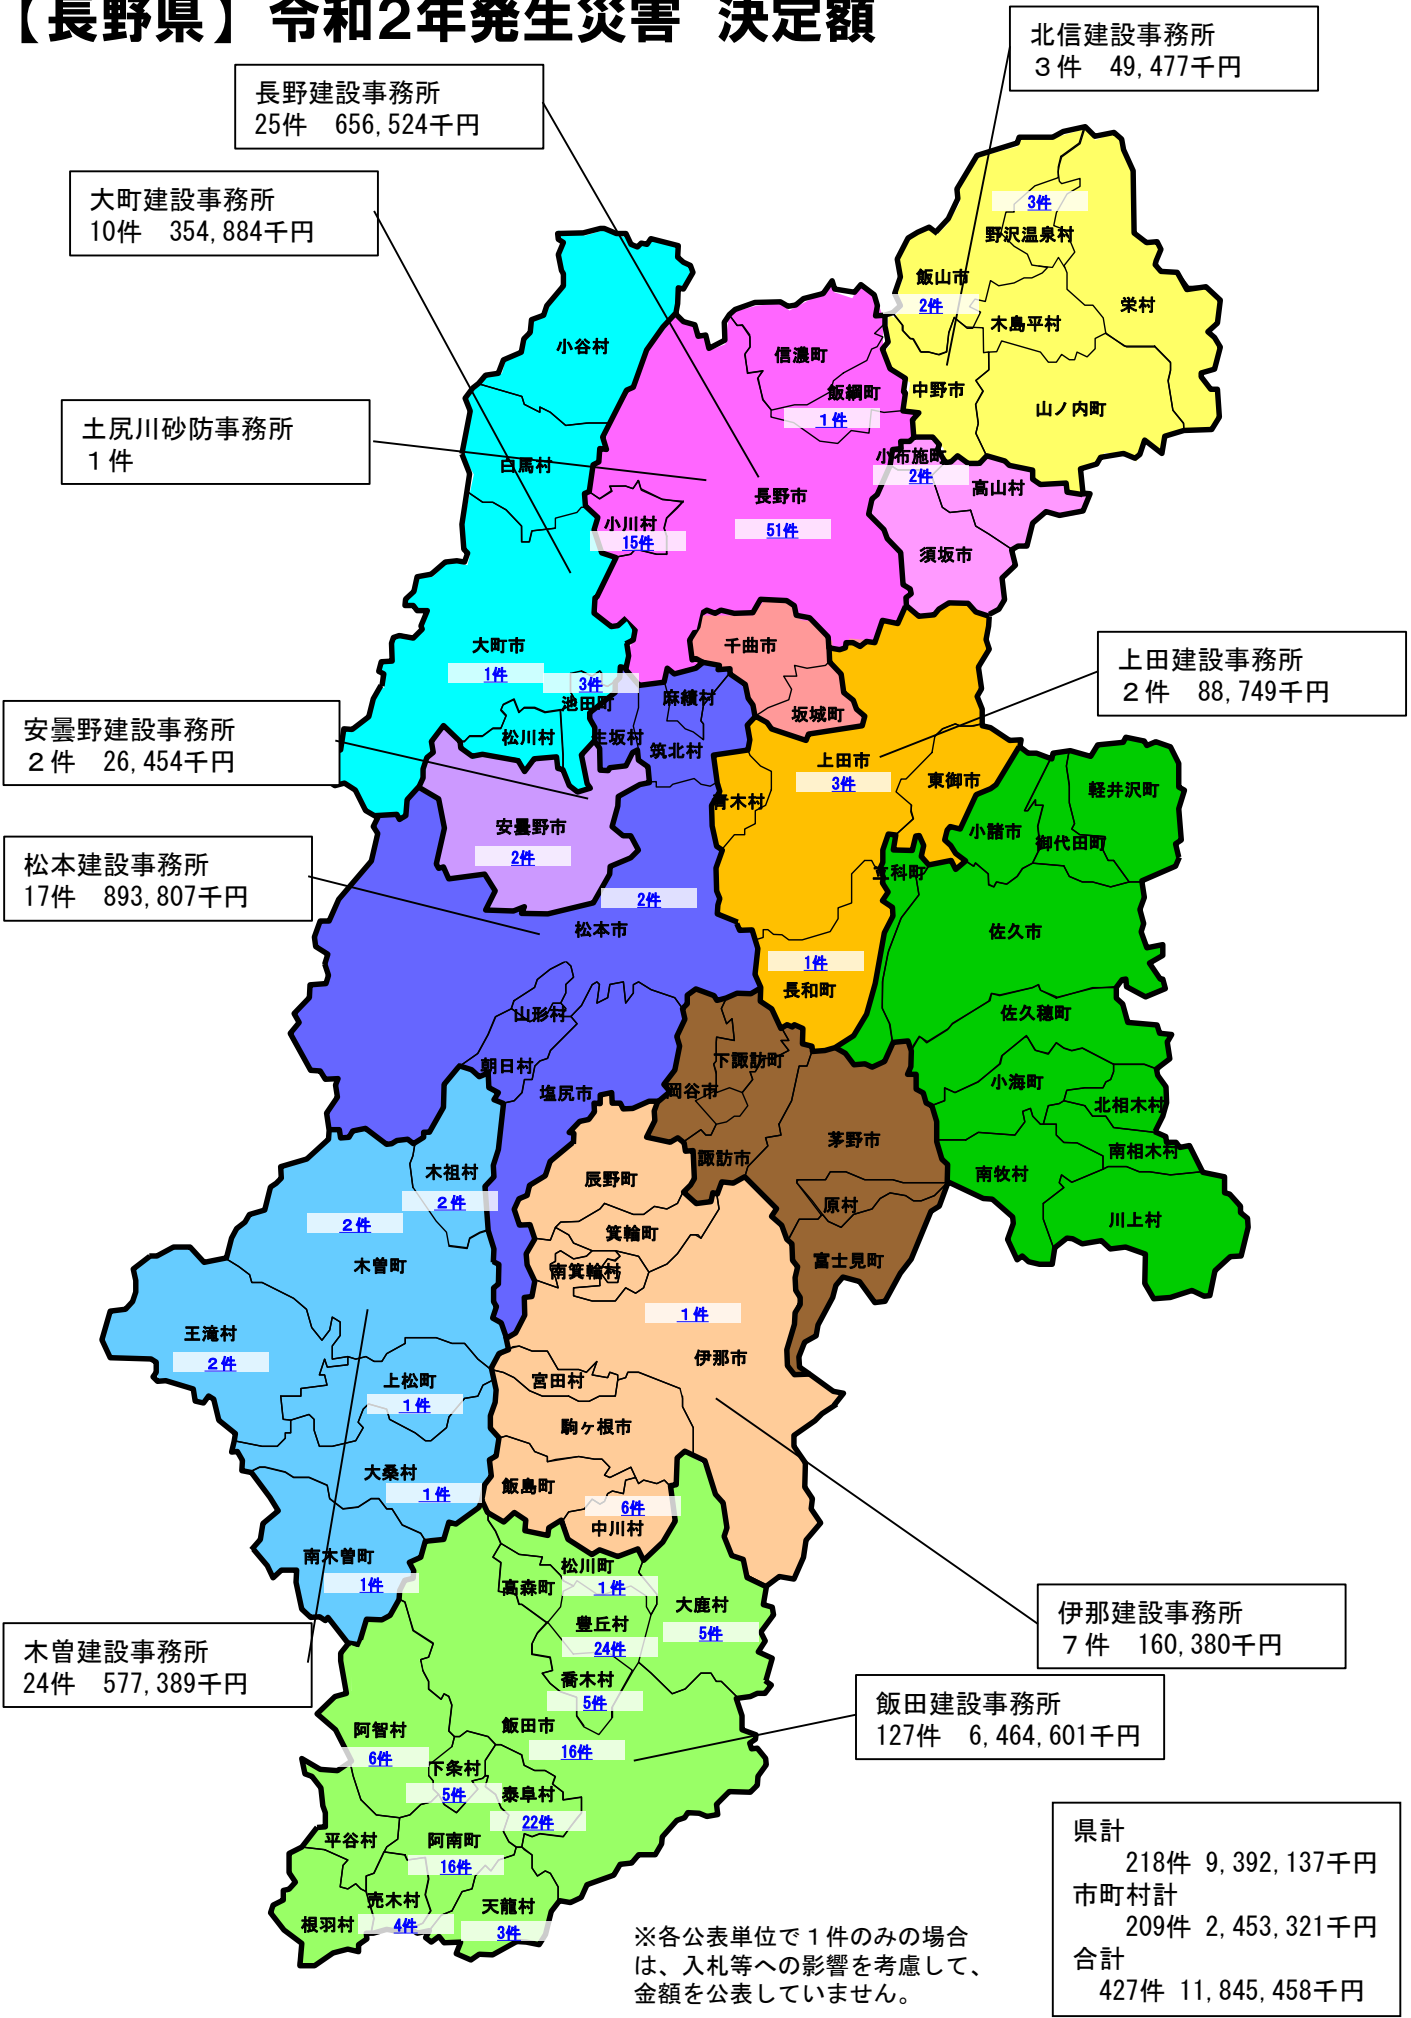 【長野県】令和2年発生災害 決定額
北信建設事務所
３件 49,477千円
長野建設事務所
25件 656,524千円
大町建設事務所
10件 354,884千円
土尻川砂防事務所
１件
安曇野建設事務所
２件 26,454千円
松本建設事務所
17件 893,807千円
上田建設事務所
２件 88,749千円
木曽建設事務所
24件 577,389千円
伊那建設事務所
７件 160,380千円
飯田建設事務所
127件 6,464,601千円
3件
野沢温泉村
飯山市
2件
栄村
木島平村
中野市
山ノ内町
小谷村
白馬村
信濃町
飯綱町
１件
小布施町
2件
高山村
須坂市
長野市
51件
小川村
15件
大町市
1件
3件
池田町
松川村
生坂村
麻績村
筑北村
千曲市
坂城町
上田市
3件
青木村
東御市
小諸市
御代田町
軽井沢町
立科町
安曇野市
2件
2件
松本市
1件
長和町
佐久市
佐久穂町
小海町
北相木村
南相木村
南牧村
川上村
山形村
朝日村
塩尻市
下諏訪町
岡谷市
諏訪市
茅野市
原村
富士見町
木祖村
２件
２件
木曽町
王滝村
２件
上松町
１件
大桑村
１件
南木曽町
1件
辰野町
箕輪町
南箕輪村
１件
伊那市
宮田村
駒ヶ根市
飯島町
6件
中川村
松川町
１件
高森町
豊丘村
24件
大鹿村
5件
喬木村
5件
飯田市
16件
阿智村
6件
下条村
5件
泰阜村
22件
平谷村
阿南町
16件
売木村
4件
根羽村
天龍村
3件
※各公表単位で１件のみの場合
は、入札等への影響を考慮して、
金額を公表していません。
県計
218件 9,392,137千円
市町村計
209件 2,453,321千円
合計
427件 11,845,458千円